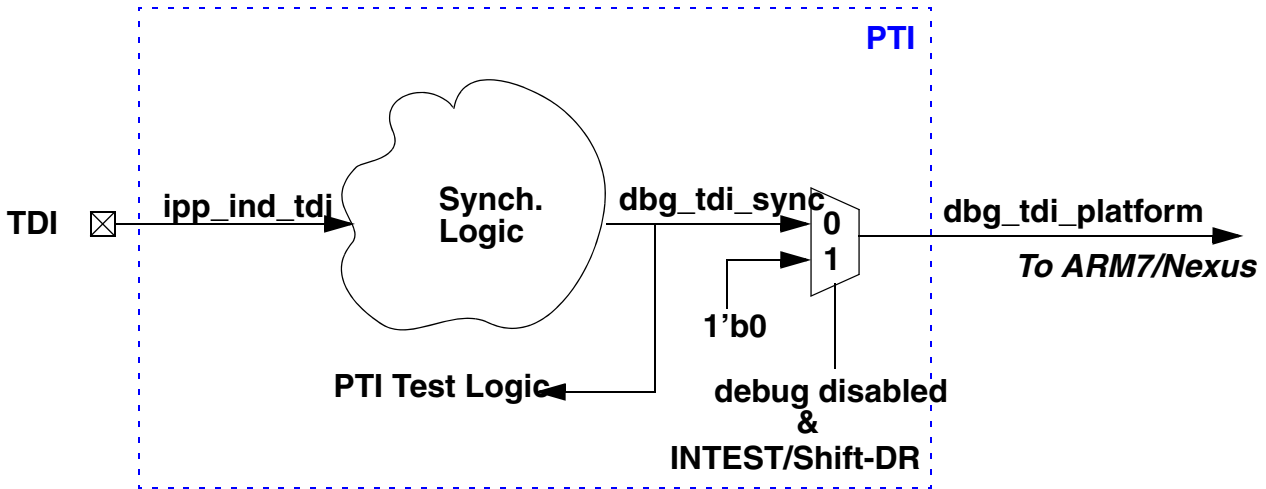 PTI
TDI
ipp_ind_tdi
Synch.
Logic
dbg_tdi_sync
0
1
dbg_tdi_platform
To ARM7/Nexus
1'b0
PTI Test Logic
debug disabled
&
INTEST/Shift-DR